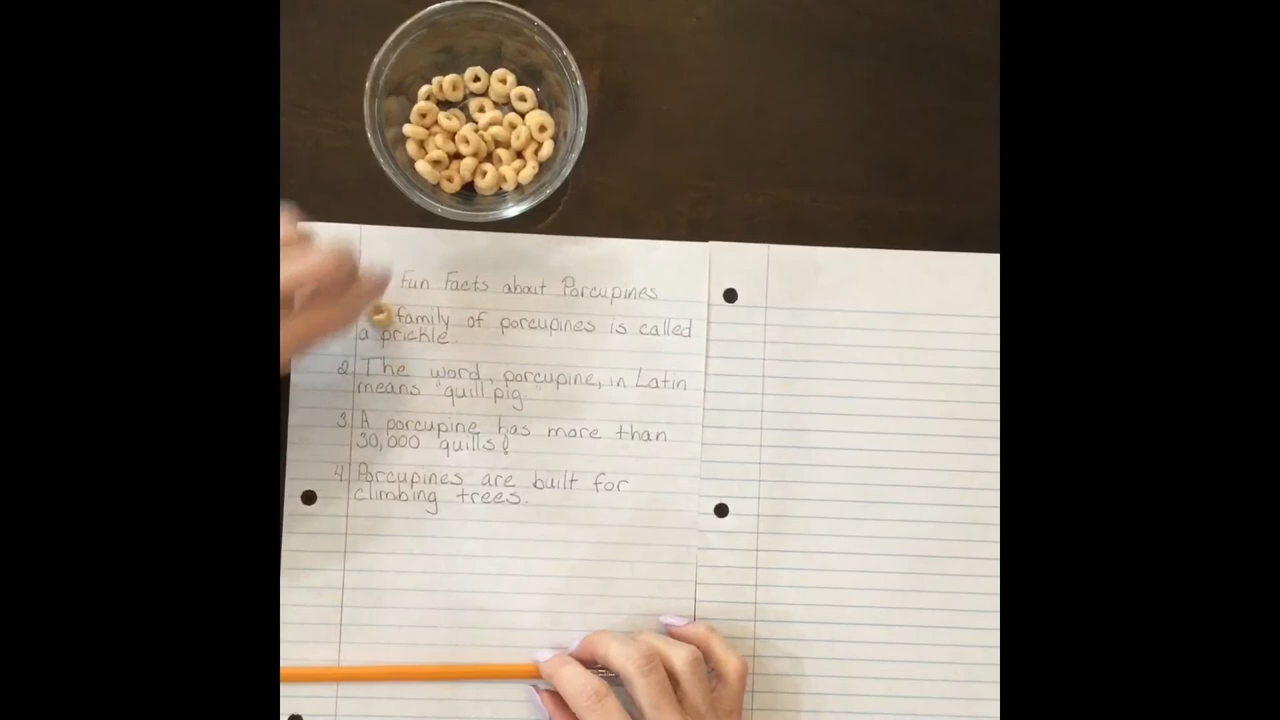 Fun Facts about Porcupines
family of porcupines is called
a prickle.
2. The word, porcupine, in Latin
means "quill pig."
3. A porcupine has more than
30,000 quills!
4. Porcupines are built for
climbing trees.